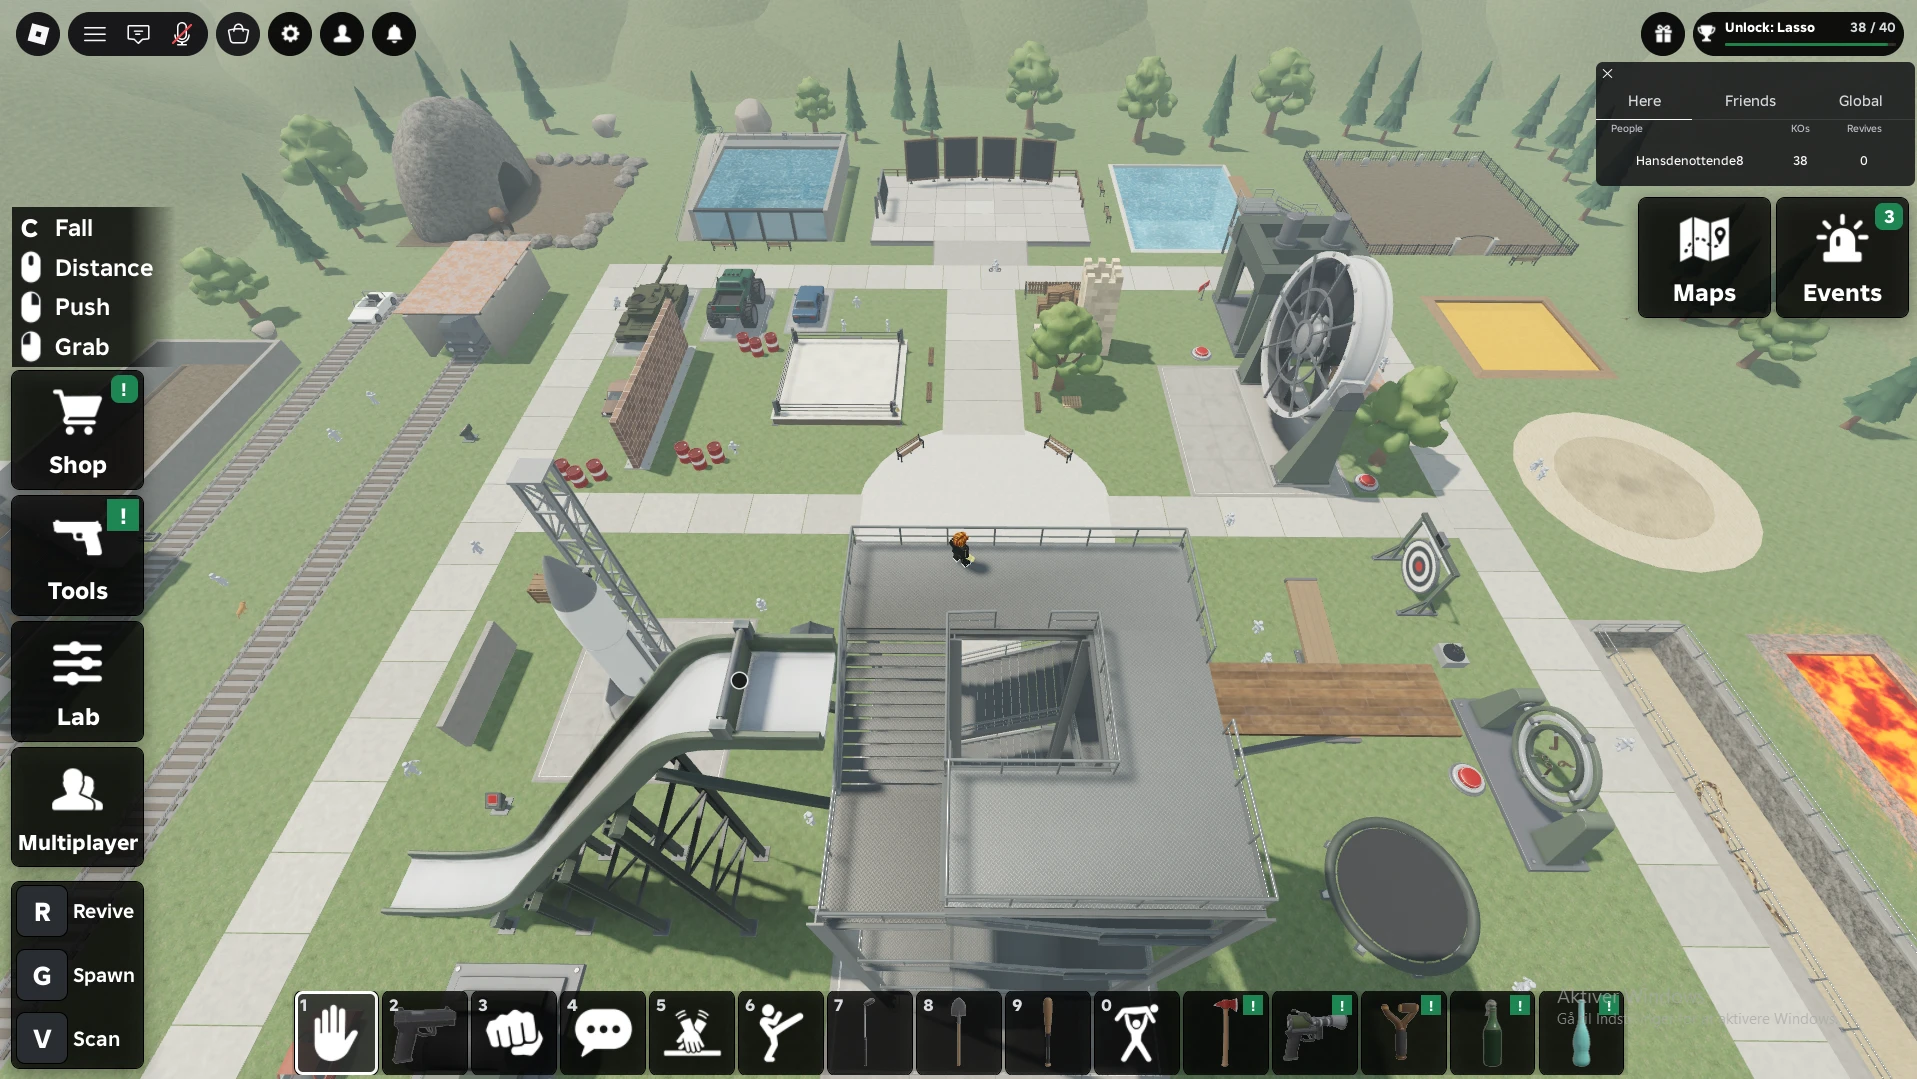 Unlock: Lasso 38 / 40
Here Friends Global
People KOs Revives
Hansdenottende8 38 0
C Fall
Distance
Push
Grab
Maps
Events
3
!
Shop
!
Tools
Lab
Multiplayer
R Revive
G Spawn
V Scan
1 2 3 4 5 6 7 8 9 0 ! ! ! ! !